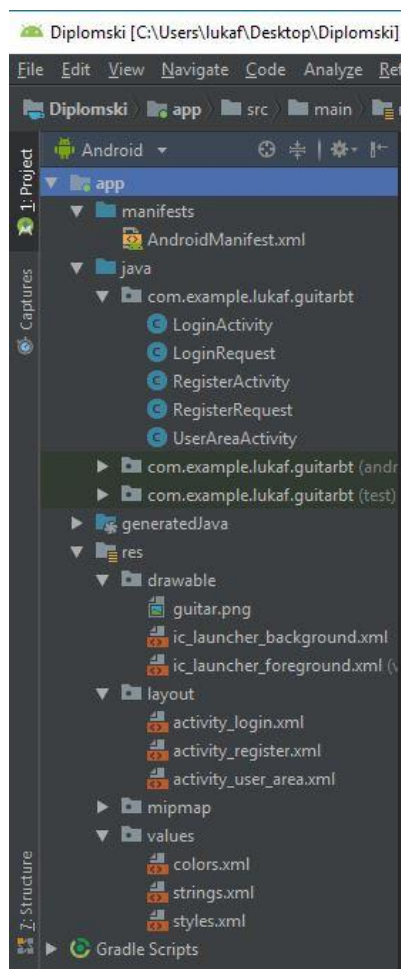 Diplomski [C:\Users\lukaf\Desktop\Diplomski]
File Edit View Navigate Code Analyze
Diplomski app src main
1: Project
Captures
7: Structure
Android
app
manifests
AndroidManifest.xml
java
com.example.lukaf.guitarbt
LoginActivity
LoginRequest
RegisterActivity
RegisterRequest
UserAreaActivity
com.example.lukaf.guitarbt (andr
com.example.lukaf.guitarbt (test)
generatedJava
res
drawable
guitar.png
ic_launcher_background.xml
ic_launcher_foreground.xml (v
layout
activity_login.xml
activity_register.xml
activity_user_area.xml
mipmap
values
colors.xml
strings.xml
styles.xml
Gradle Scripts